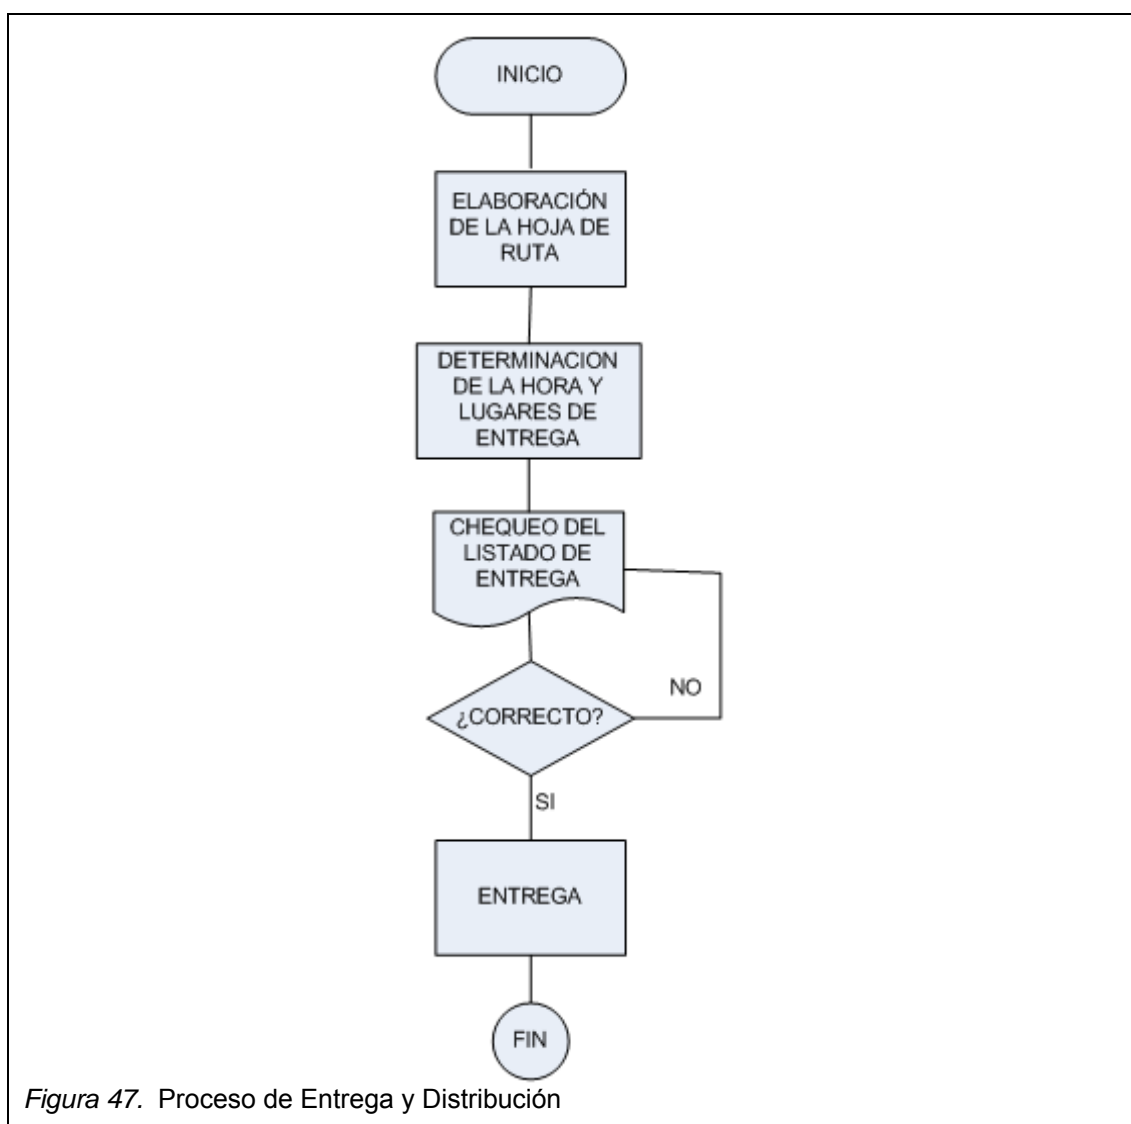 INICIO
ELABORACIÓN
DE LA HOJA DE
RUTA
DETERMINACION
DE LA HORA Y
LUGARES DE
ENTREGA
CHEQUEO DEL
LISTADO DE
ENTREGA
NO
¿CORRECTO?
SI
ENTREGA
FIN
Figura 47. Proceso de Entrega y Distribución